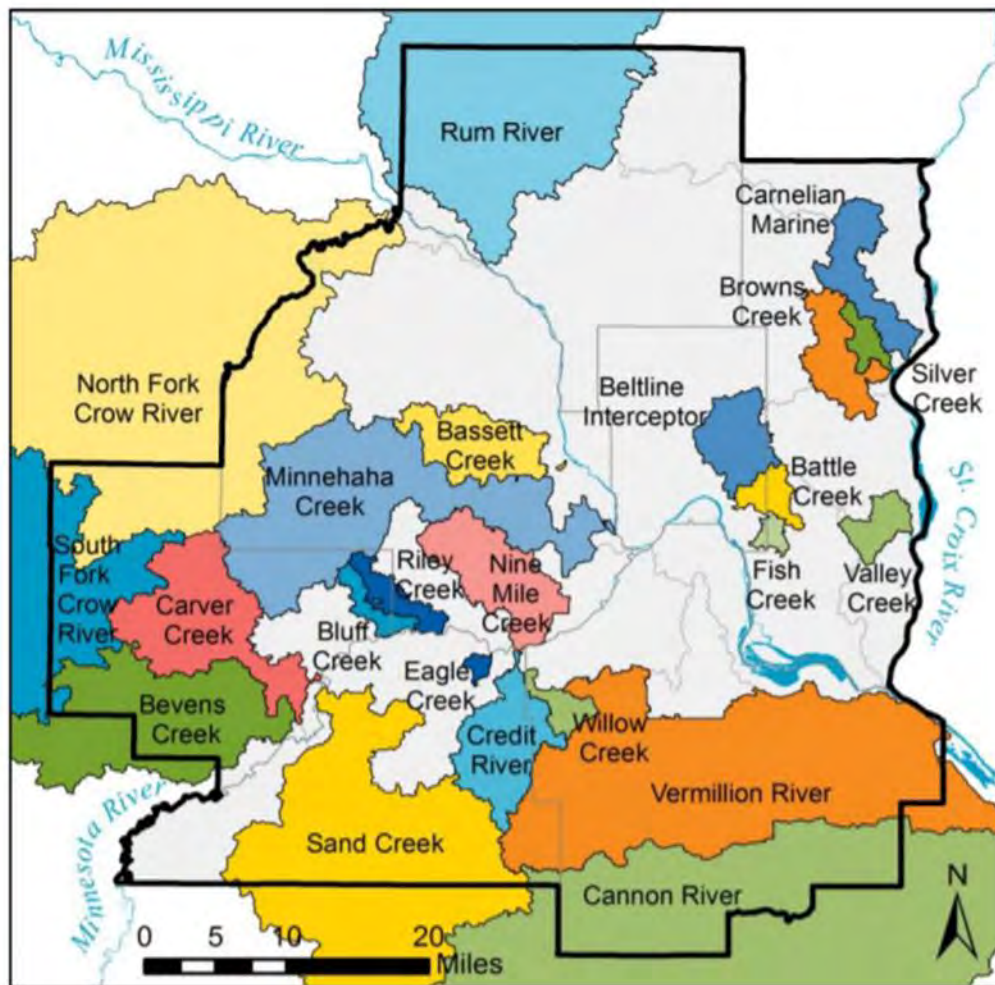 Mississippi River
Rum River
Carnelian
Marine
Browns
Creek
North Fork
Crow River
Beltline
Interceptor
Silver
Creek
Bassett
Creek
Minnehaha
Creek
Battle
Creek
St. Croix River
South
Fork
Crow
River
Riley
Creek
Nine
Mile
Creek
Fish
Creek
Valley
Creek
Carver
Creek
Bluff
Creek
Eagle
Creek
Bevens
Creek
Credit
River
Willow
Creek
Vermillion River
Minnesota River
Sand Creek
Cannon River
N
0 5 10 20
Miles